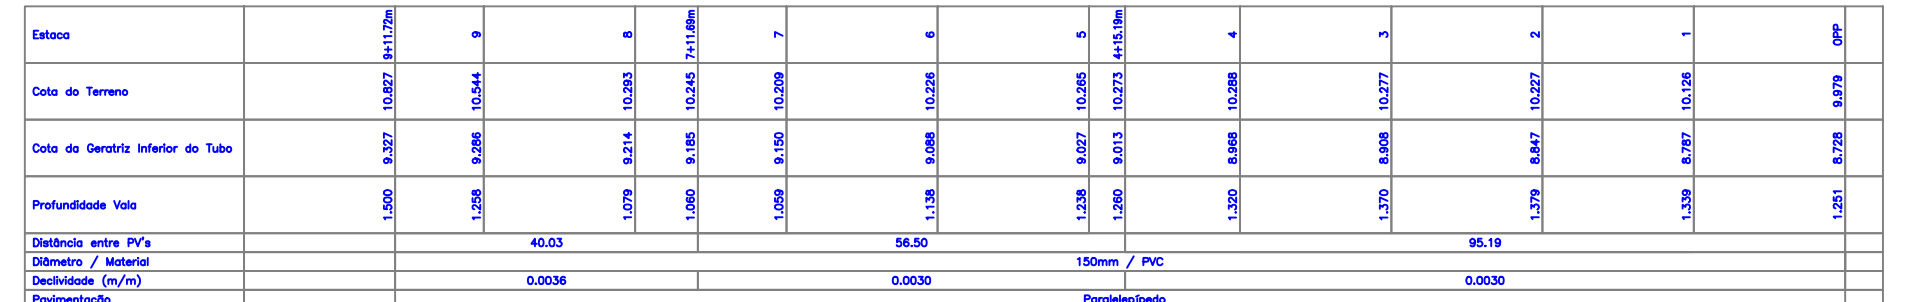 Estaca 9+11.72m 9 8 7+11.69m 7 6 5 4+15.19m 4 3 2 1 0PP
Cota do Terreno 10.827 10.544 10.293 10.245 10.209 10.226 10.265 10.273 10.288 10.277 10.227 10.126 9.979
Cota da Geratriz Inferior do Tubo 9.327 9.286 9.214 9.185 9.150 9.088 9.027 9.013 8.968 8.908 8.847 8.787 8.728
Profundidade Vala 1.500 1.258 1.079 1.060 1.059 1.138 1.238 1.260 1.320 1.370 1.379 1.339 1.251
Distância entre PV's 40.03 56.50 95.19
Diâmetro / Material 150mm / PVC
Declividade (m/m) 0.0036 0.0030 0.0030
Pavimentação Paralelepípedo